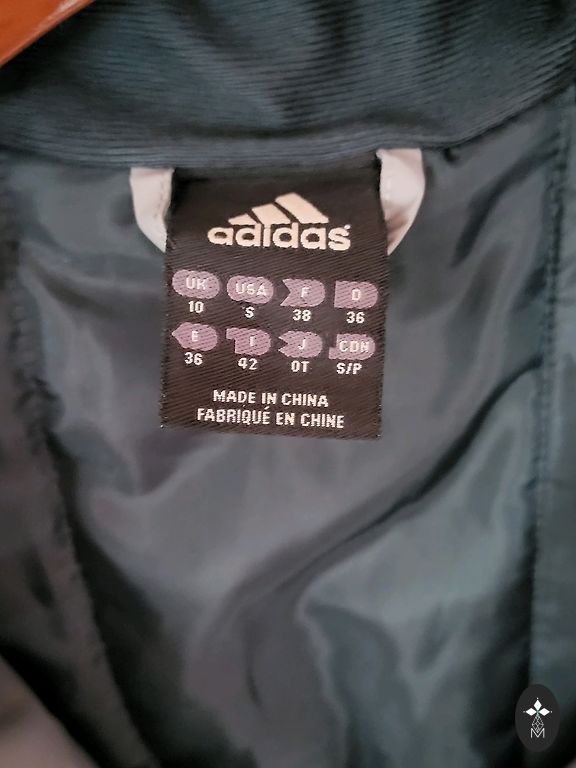 adidas
UK USA F D
10 S 38 36
E I J CDN
36 42 OT S/P
MADE IN CHINA
FABRIQUÉ EN CHINE
M